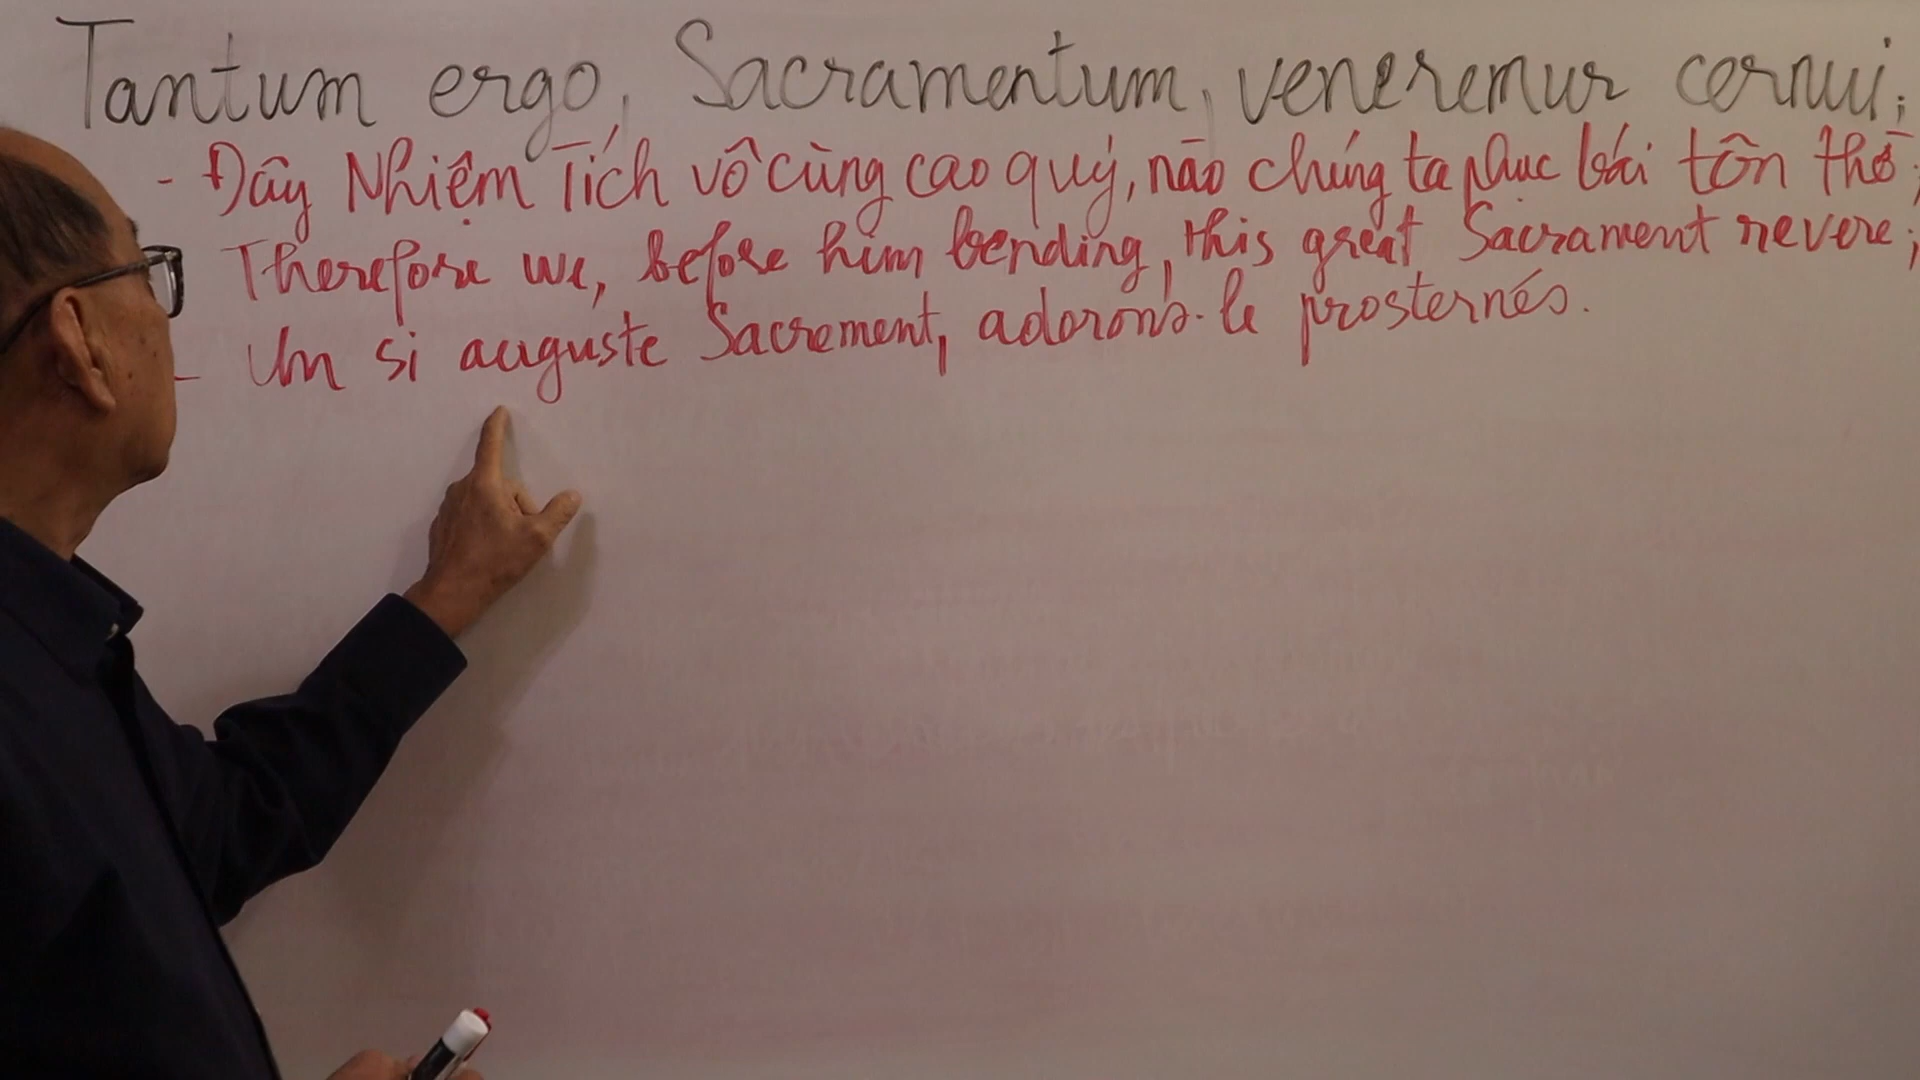 Tantum ergo, Sacramentum, veneremur cernui;
- Đây Nhiệm Tích vô cùng cao quý, nào chúng ta phục bái tôn thờ;
Therefore we, before him bending, this great Sacrament revere;
- Un si auguste Sacrement, adorons-le prosternés.